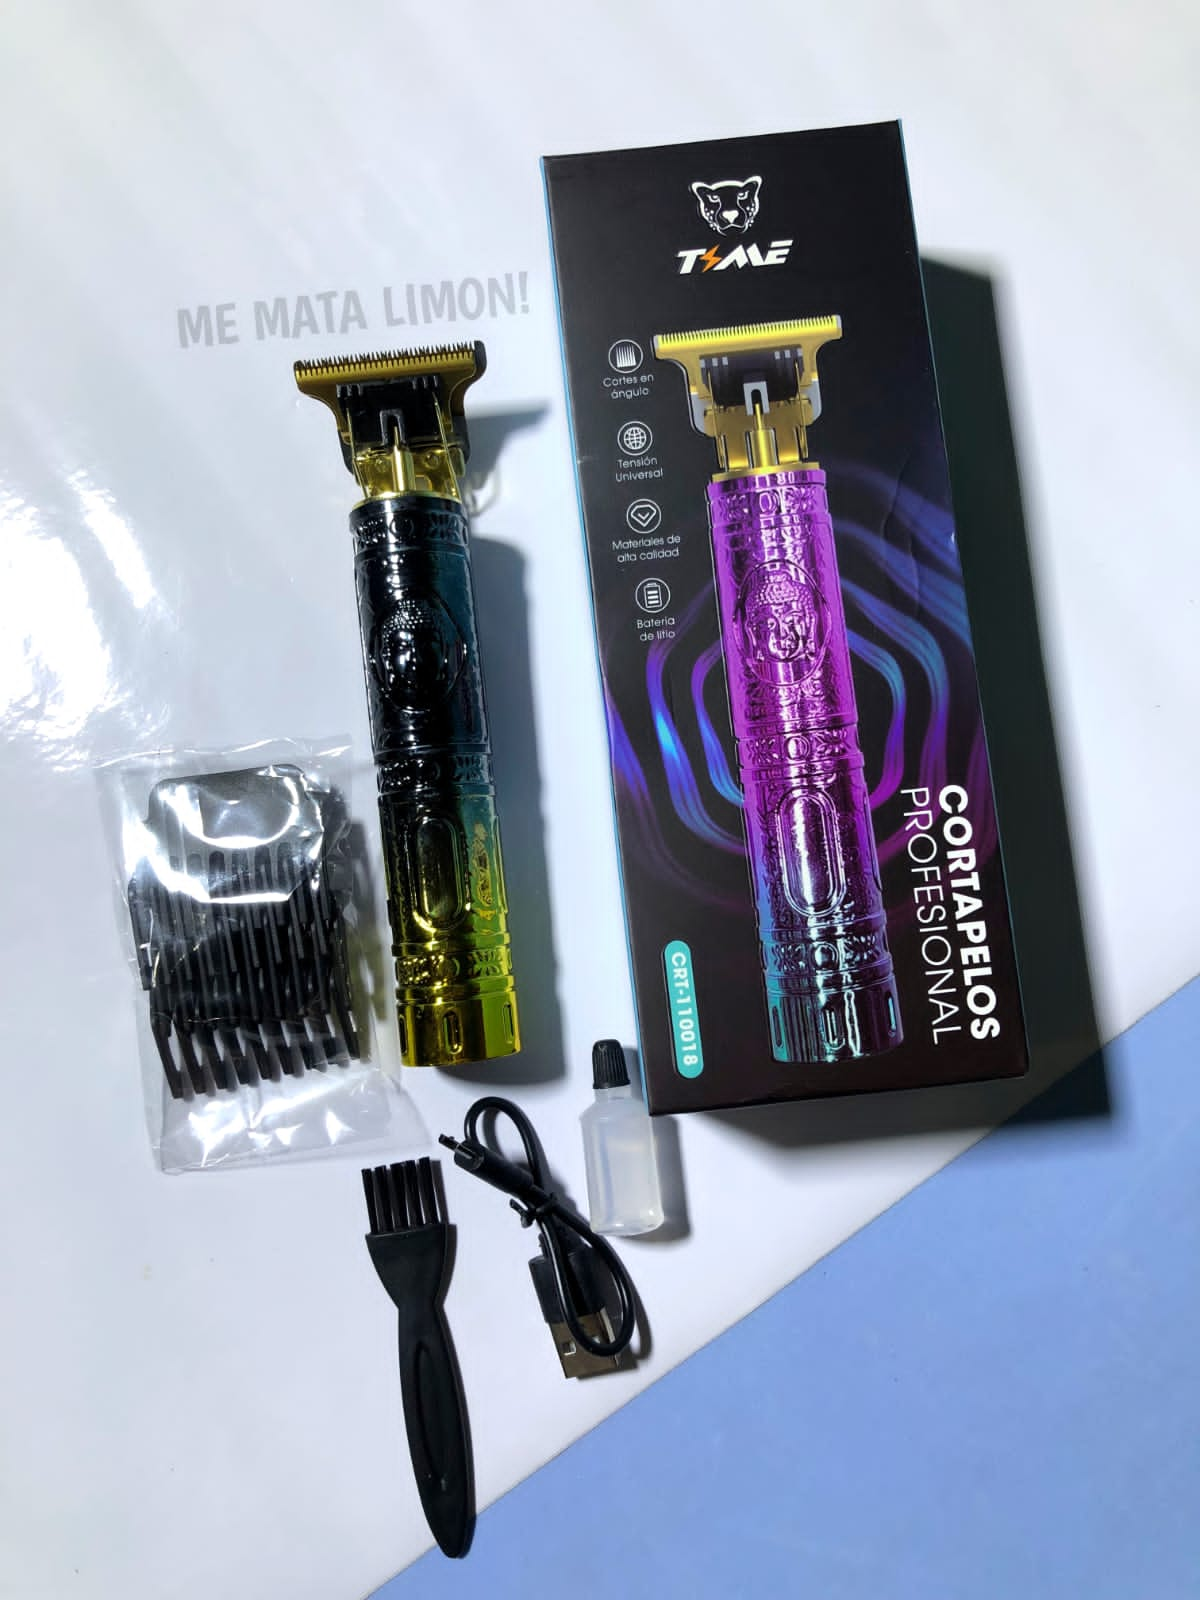 TIME
ME MATA LIMON!
Cortes en
ángulo
Tensión
Universal
Materiales de
alta calidad
Bateria
de litio
CORTAPELOS
PROFESIONAL
CRT-110018